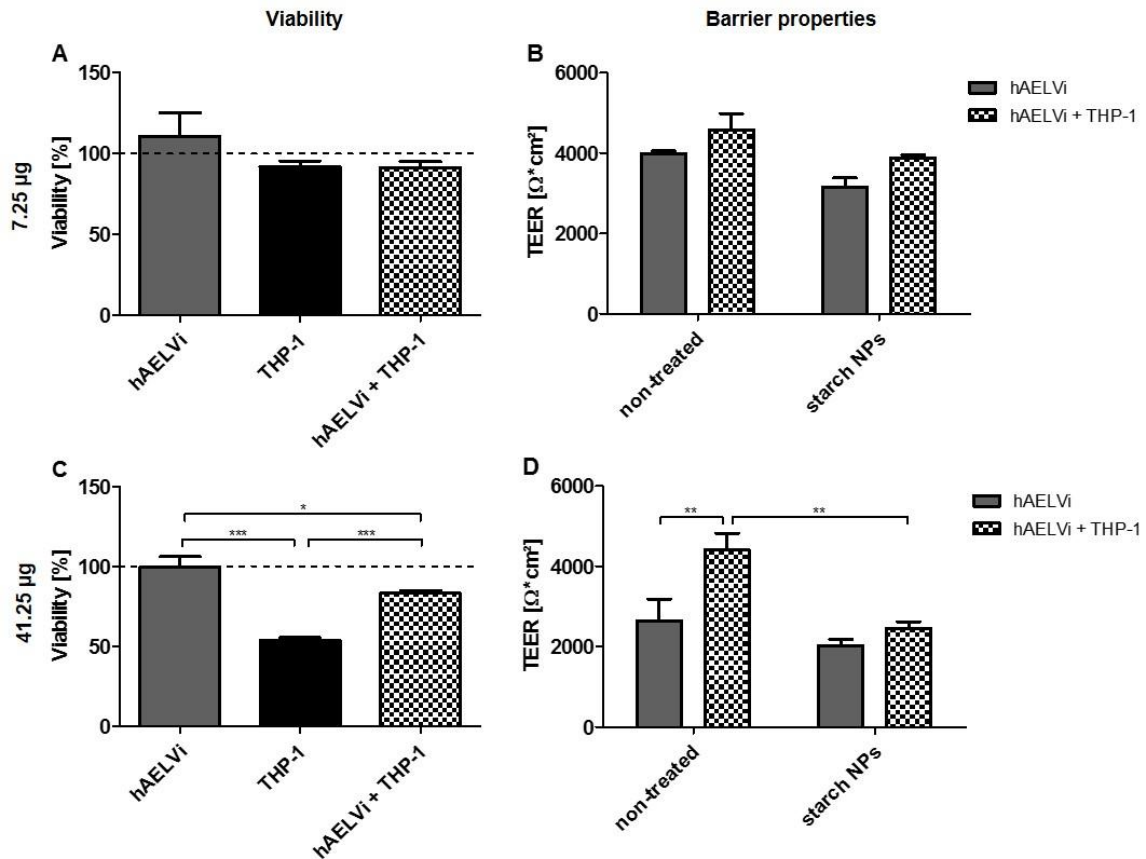 Viability
Barrier properties
A
B
7.25 µg
Viability [%]
150
100
50
0
hAELVi
THP-1
hAELVi + THP-1
TEER [Ω*cm²]
6000
4000
2000
0
non-treated
starch NPs
hAELVi
hAELVi + THP-1
C
D
41.25 µg
Viability [%]
150
100
50
0
*
*** ***
hAELVi
THP-1
hAELVi + THP-1
TEER [Ω*cm²]
6000
4000
2000
0
** **
non-treated
starch NPs
hAELVi
hAELVi + THP-1